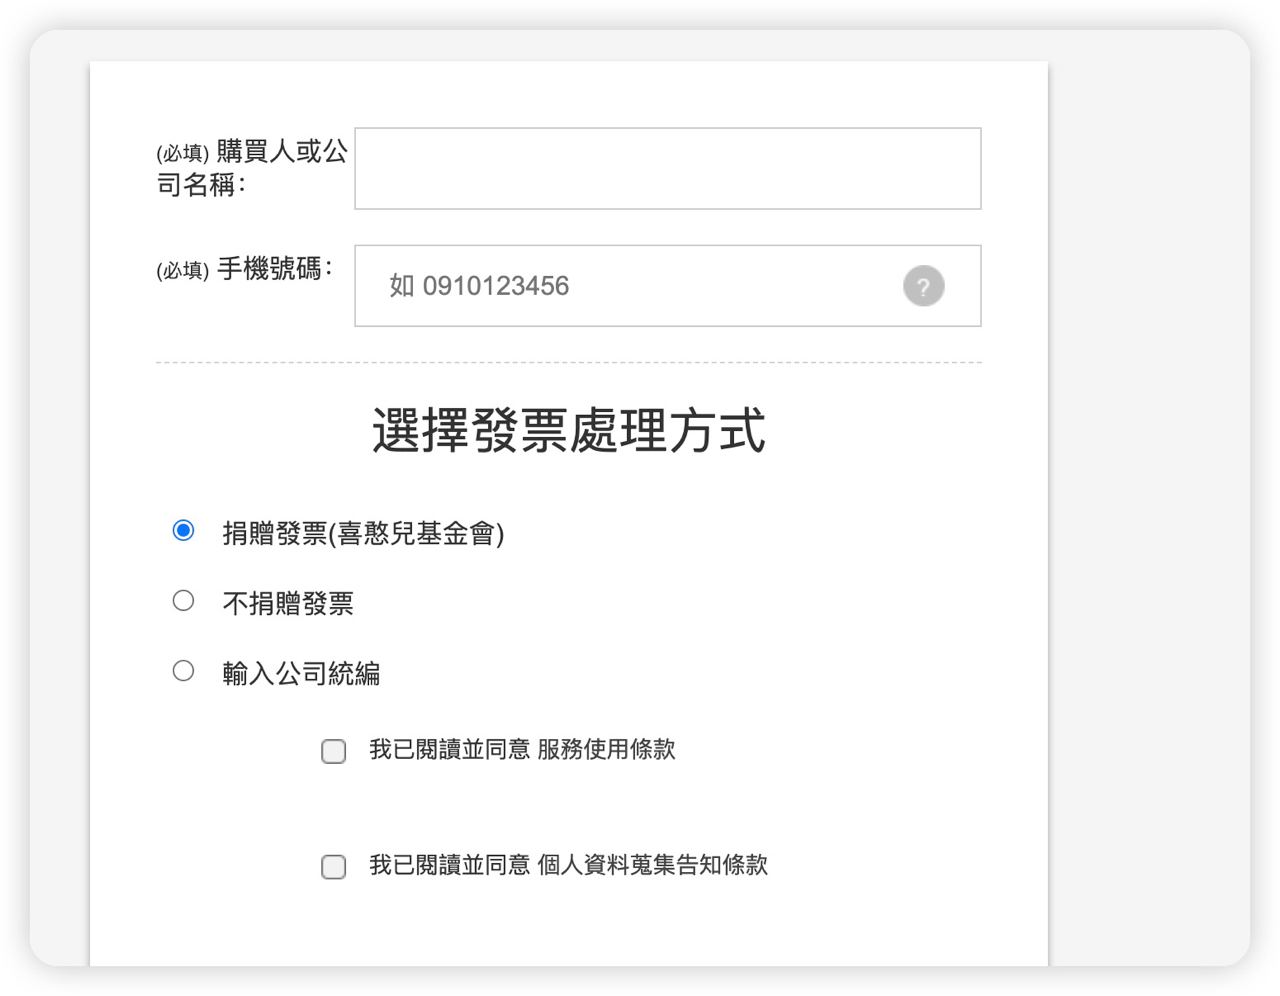 (必填) 購買人或公
司名稱：
(必填) 手機號碼：
如 0910123456
?
選擇發票處理方式
捐贈發票(喜憨兒基金會)
不捐贈發票
輸入公司統編
我已閱讀並同意 服務使用條款
我已閱讀並同意 個人資料蒐集告知條款